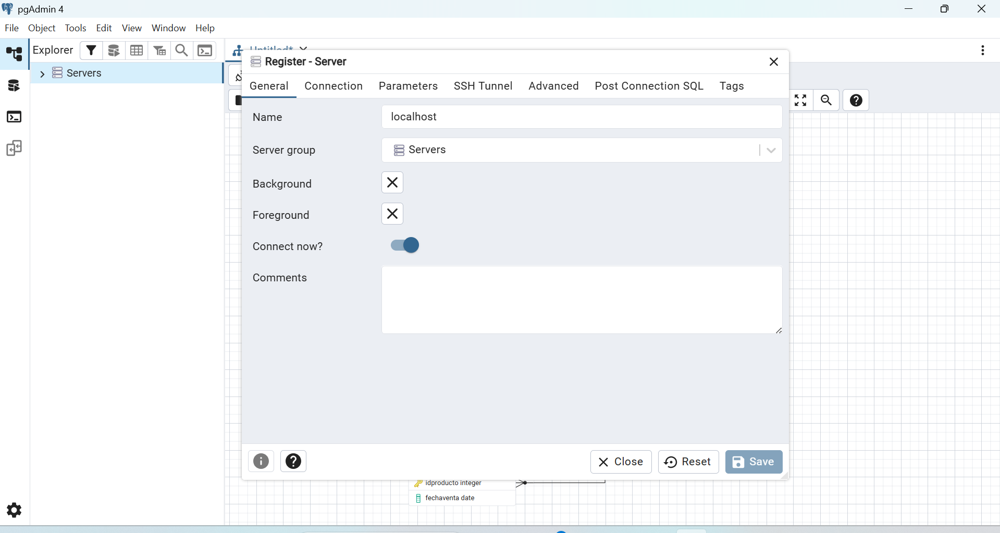 pgAdmin 4
File Object Tools Edit View Window Help
Explorer
Untitled*
Servers
Register - Server
General Connection Parameters SSH Tunnel Advanced Post Connection SQL Tags
Name localhost
Server group Servers
Background
Foreground
Connect now?
Comments
Close Reset Save
idproducto integer
fechaventa date